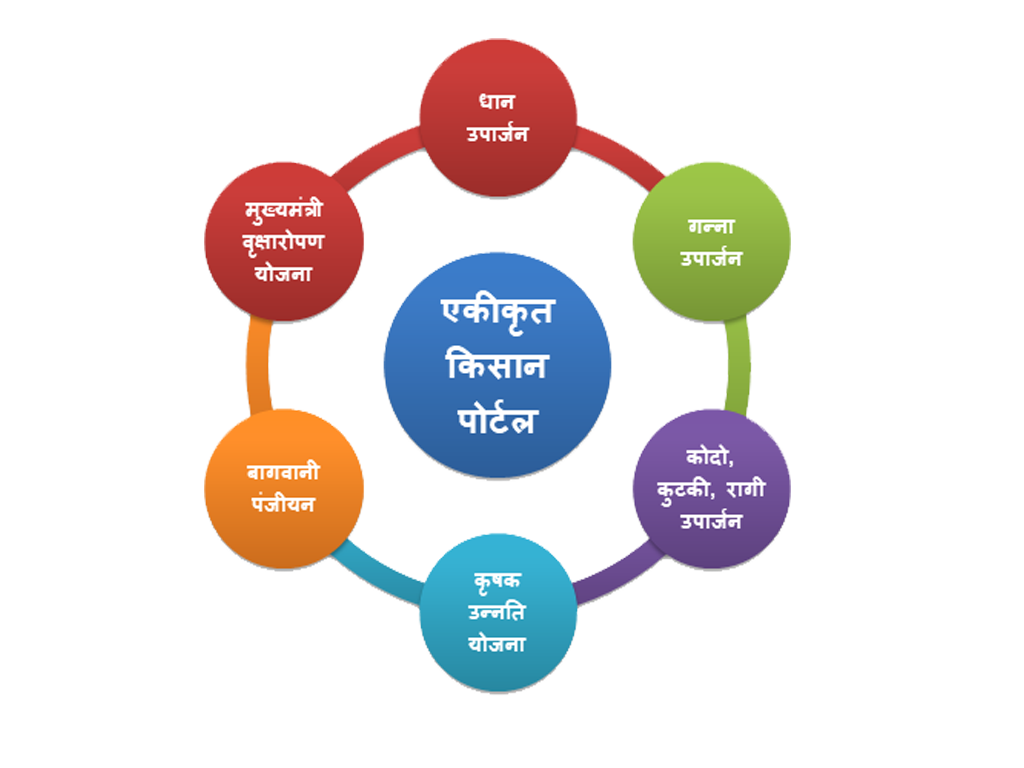 धान
उपार्जन
गन्ना
उपार्जन
कोदो,
कुटकी, रागी
उपार्जन
कृषक
उन्नति
योजना
बागवानी
पंजीयन
मुख्यमंत्री
वृक्षारोपण
योजना
एकीकृत
किसान
पोर्टल